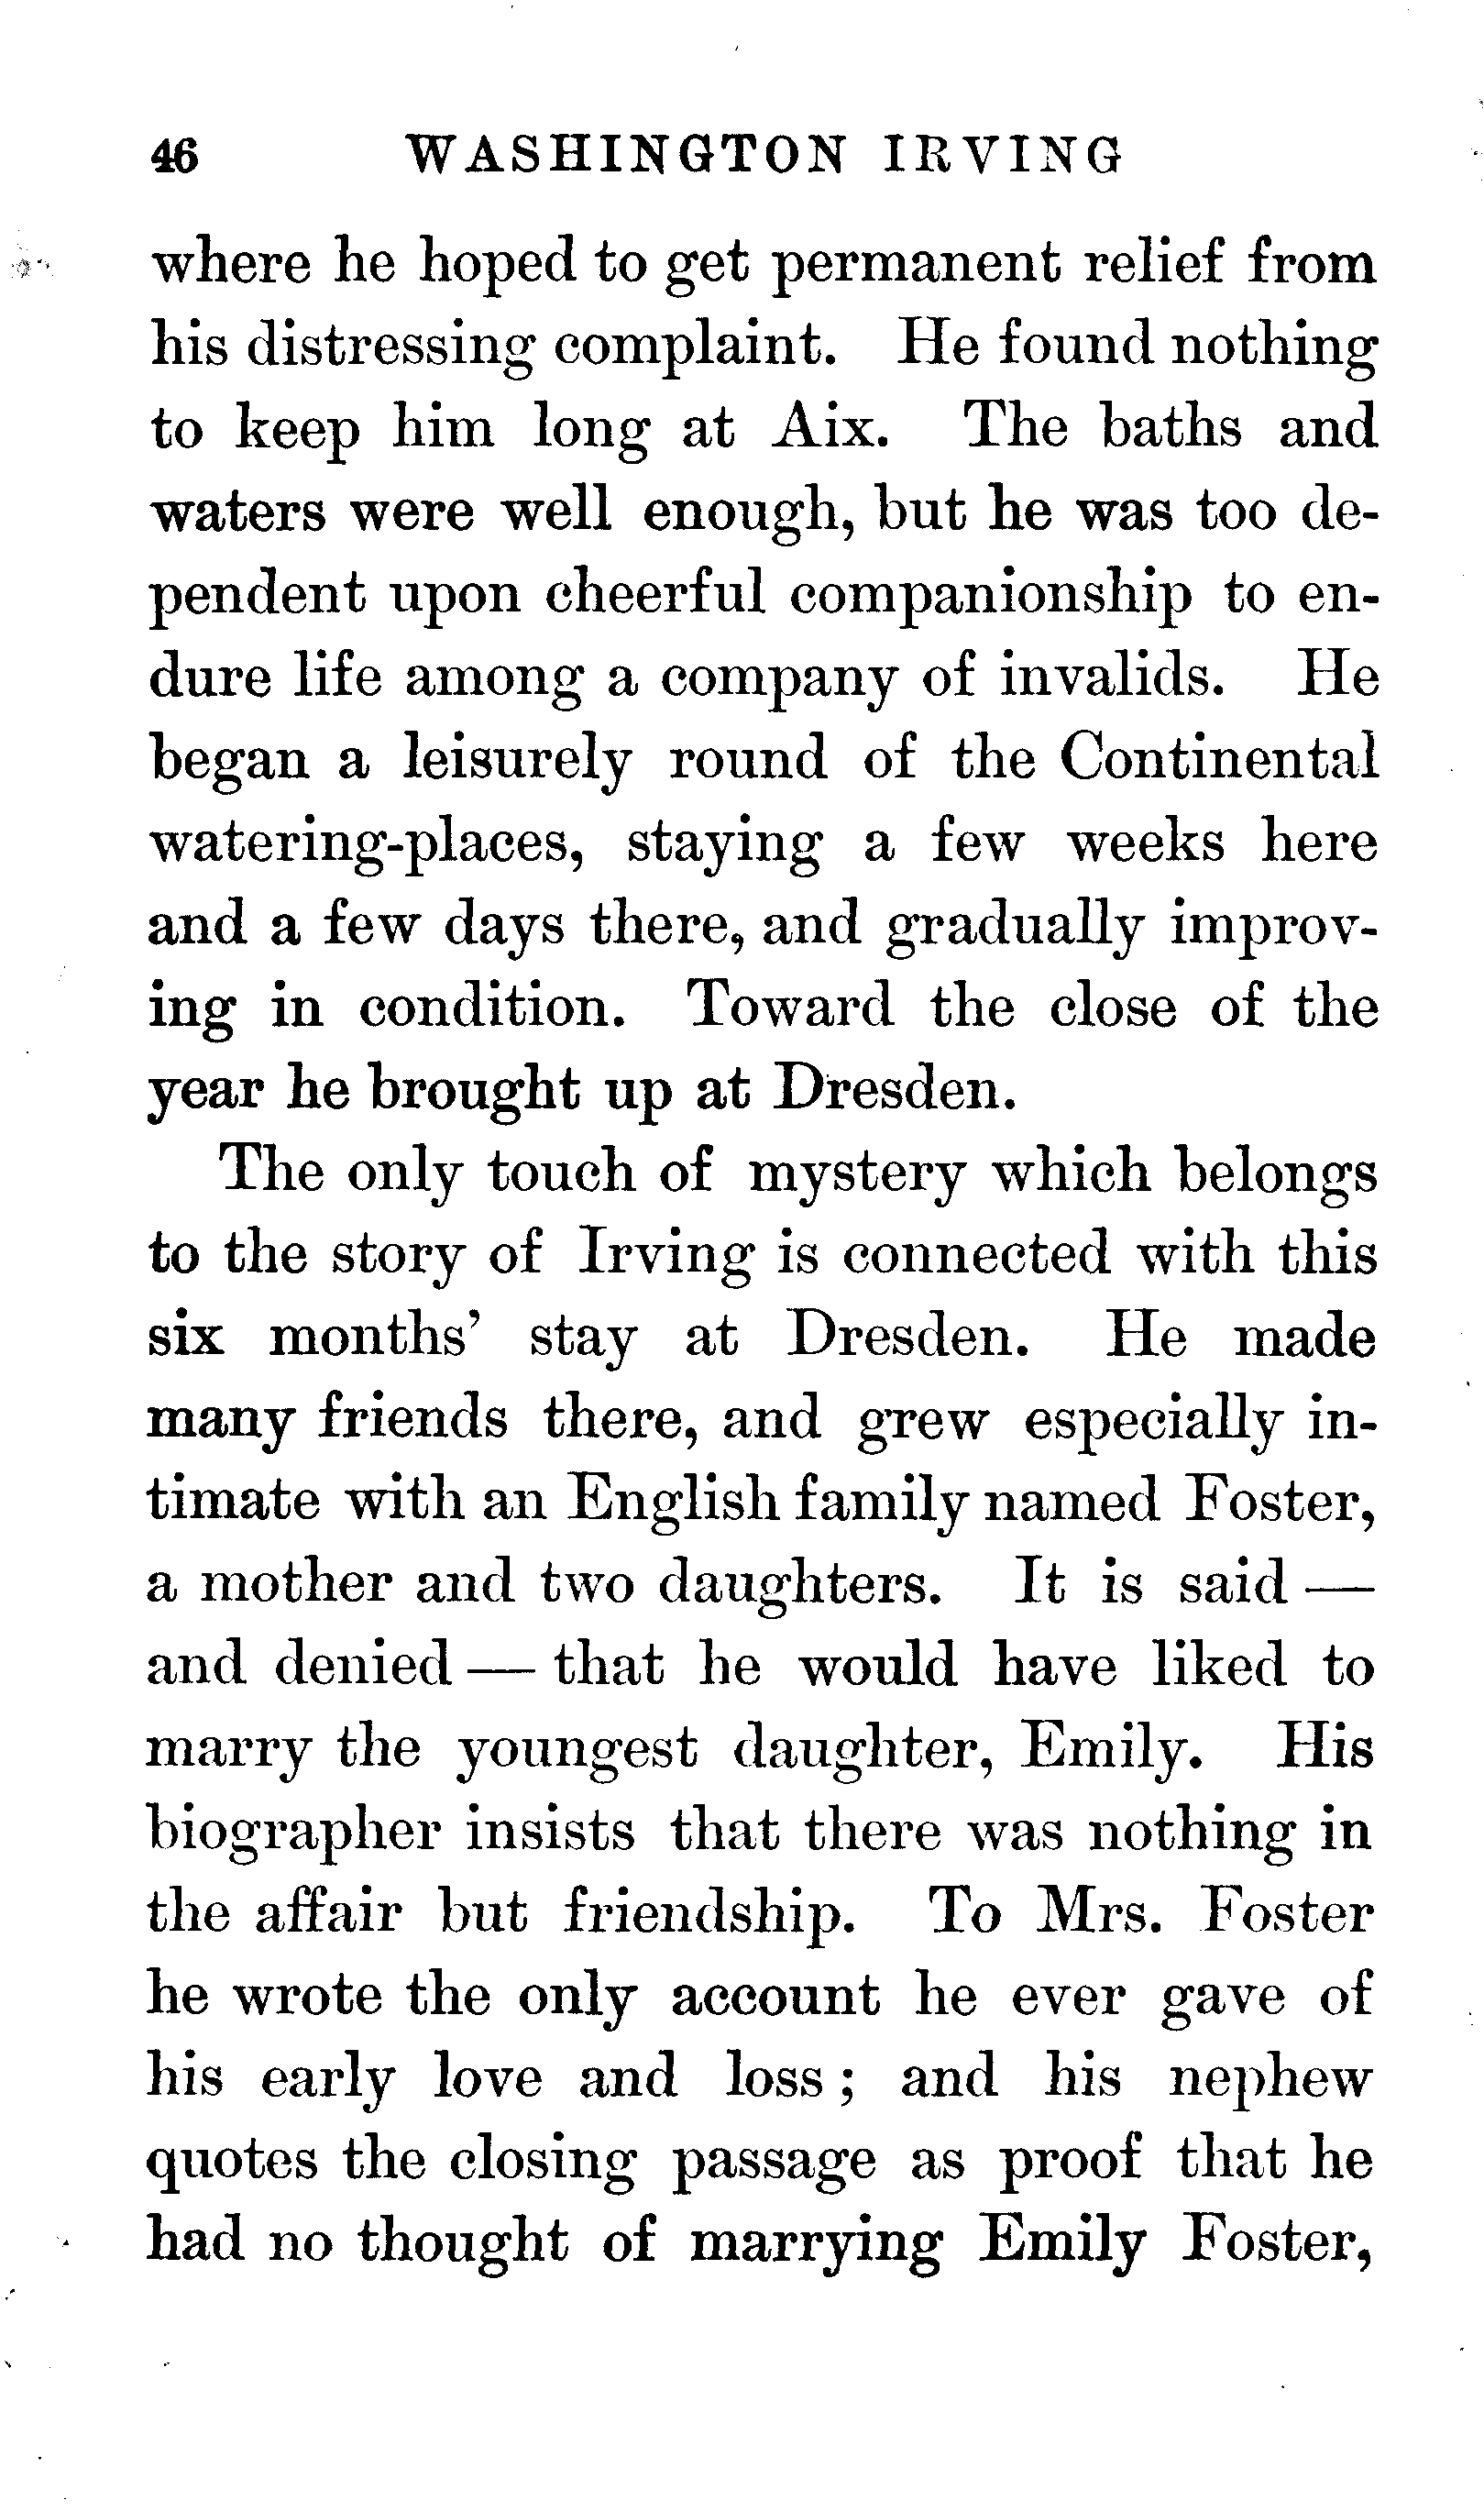 46 WASHINGTON IRVING
where he hoped to get permanent relief from
his distressing complaint. He found nothing
to keep him long at Aix. The baths and
waters were well enough, but he was too de-
pendent upon cheerful companionship to en-
dure life among a company of invalids. He
began a leisurely round of the Continental
watering-places, staying a few weeks here
and a few days there, and gradually improv-
ing in condition. Toward the close of the
year he brought up at Dresden.
The only touch of mystery which belongs
to the story of Irving is connected with this
six months' stay at Dresden. He made
many friends there, and grew especially in-
timate with an English family named Foster,
a mother and two daughters. It is said —
and denied — that he would have liked to
marry the youngest daughter, Emily. His
biographer insists that there was nothing in
the affair but friendship. To Mrs. Foster
he wrote the only account he ever gave of
his early love and loss; and his nephew
quotes the closing passage as proof that he
had no thought of marrying Emily Foster,